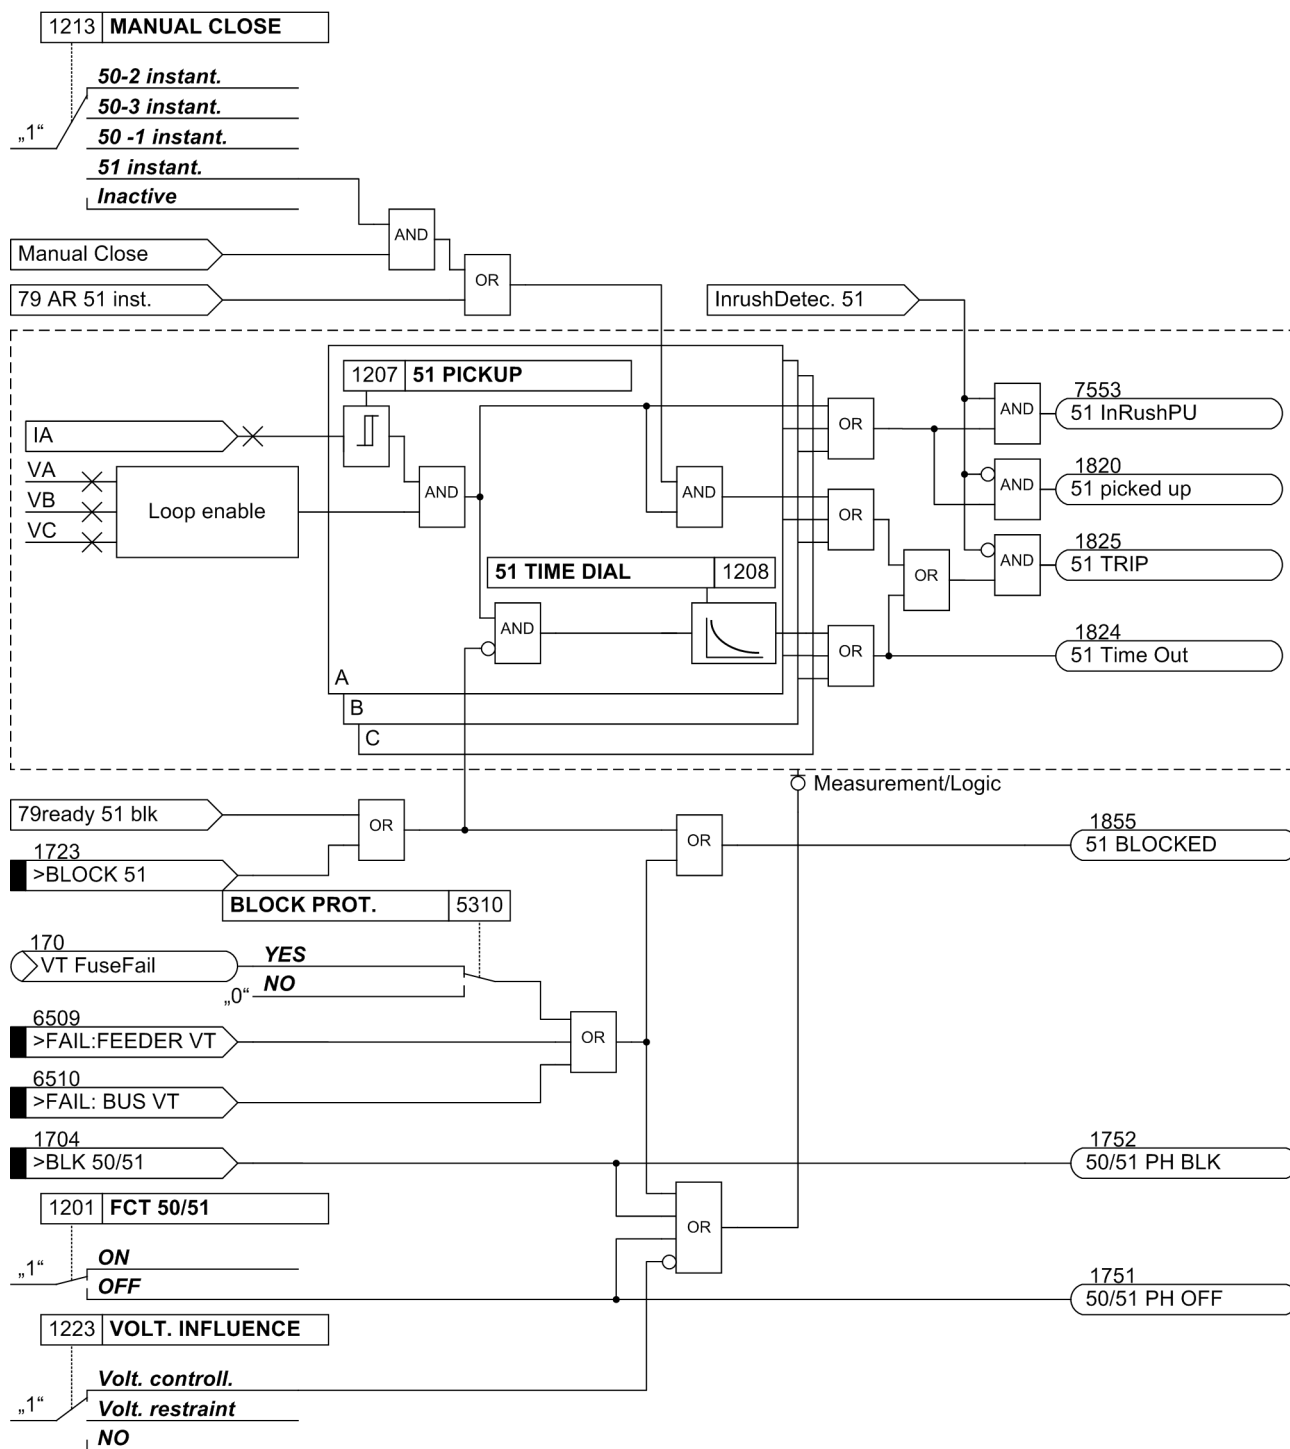 1213 MANUAL CLOSE
50-2 instant.
50-3 instant.
„1“
50 -1 instant.
51 instant.
Inactive
AND
Manual Close
OR
79 AR 51 inst.
InrushDetec. 51
1207 51 PICKUP
7553
AND
51 InRushPU
OR
IA
VA
VB
VC
Loop enable
AND
AND
1820
AND
51 picked up
OR
1825
AND
51 TRIP
51 TIME DIAL 1208
OR
AND
1824
OR
51 Time Out
A
B
C
Measurement/Logic
79ready 51 blk
OR
1723
>BLOCK 51
OR
1855
51 BLOCKED
BLOCK PROT. 5310
170
VT FuseFail
YES
„0“ NO
6509
>FAIL:FEEDER VT
OR
6510
>FAIL: BUS VT
1704
>BLK 50/51
1752
50/51 PH BLK
1201 FCT 50/51
OR
„1“
ON
OFF
1751
50/51 PH OFF
1223 VOLT. INFLUENCE
Volt. controll.
„1“
Volt. restraint
NO